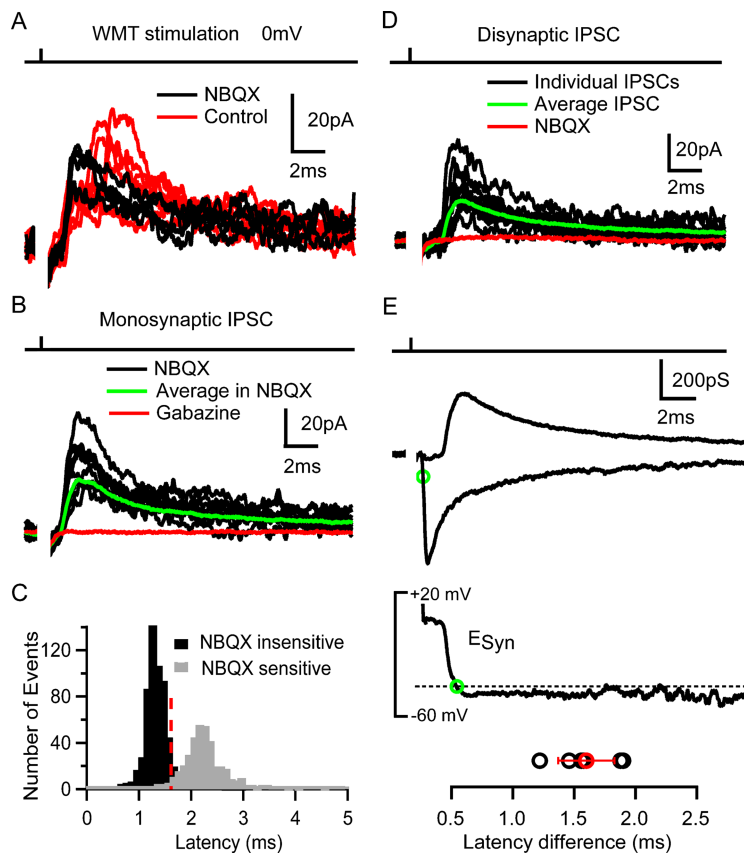 A
WMT stimulation 0mV
NBQX
Control
20pA
2ms
B
Monosynaptic IPSC
NBQX
Average in NBQX
Gabazine
20pA
2ms
C
Number of Events
120
80
40
0
NBQX insensitive
NBQX sensitive
0 1 2 3 4 5
Latency (ms)
D
Disynaptic IPSC
Individual IPSCs
Average IPSC
NBQX
20pA
2ms
E
200pS
2ms
+20 mV
ESyn
-60 mV
0.5 1.0 1.5 2.0 2.5
Latency difference (ms)